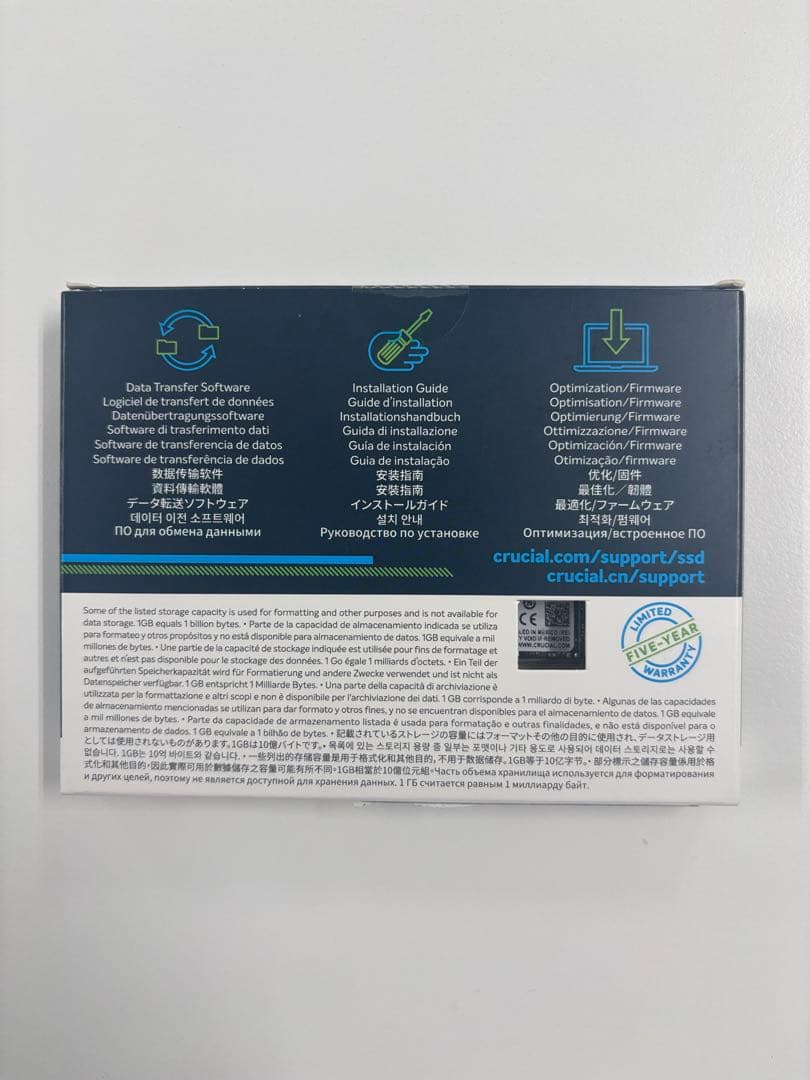 Data Transfer Software
Logiciel de transfert de données
Datenübertragungssoftware
Software di trasferimento dati
Software de transferencia de datos
Software de transferência de dados
数据传输软件
資料傳輸軟體
データ転送ソフトウェア
데이터 이전 소프트웨어
ПО для обмена данными
Installation Guide
Guide d'installation
Installationshandbuch
Guida di installazione
Guía de instalación
Guia de instalação
安装指南
安裝指南
インストールガイド
설치 안내
Руководство по установке
Optimization/Firmware
Optimisation/Firmware
Optimierung/Firmware
Ottimizzazione/Firmware
Optimización/Firmware
Otimização/firmware
优化/固件
最佳化／韌體
最適化/ファームウェア
최적화/펌웨어
Оптимизация/встроенное ПО
crucial.com/support/ssd
crucial.cn/support
Some of the listed storage capacity is used for formatting and other purposes and is not available for
data storage. 1GB equals 1 billion bytes. • Parte de la capacidad de almacenamiento indicada se utiliza
para formateo y otros propósitos y no está disponible para almacenamiento de datos. 1GB equivale a mil
millones de bytes. • Une partie de la capacité de stockage indiquée est utilisée pour fins de formatage et
autres et n'est pas disponible pour le stockage des données. 1 Go égale 1 milliards d'octets. • Ein Teil der
aufgeführten Speicherkapazität wird für Formatierung und andere Zwecke verwendet und ist nicht als
Datenspeicher verfügbar. 1 GB entspricht 1 Milliarde Bytes. • Una parte della capacità di archiviazione è
utilizzata per la formattazione e altri scopi e non è disponibile per l'archiviazione dei dati. 1 GB corrisponde a 1 miliardo di byte. • Algunas de las capacidades
de almacenamiento mencionadas se utilizan para dar formato y otros fines, y no se encuentran disponibles para el almacenamiento de datos. 1 GB equivale
a mil millones de bytes. • Parte da capacidade de armazenamento listada é usada para formatação e outras finalidades, e não está disponível para o
armazenamento de dados. 1 GB equivale a 1 bilhão de bytes. • 記載されているストレージの容量にはフォーマットその他の目的に使用され、データストレージ用
としては使用されないものがあります。1GBは10億バイトです。• 목록에 있는 스토리지 용량 중 일부는 포맷이나 기타 용도로 사용되어 데이터 스토리지로는 사용할 수
없습니다. 1GB는 10억 바이트와 같습니다. • 一些列出的存储容量是用于格式化和其他目的，不用于数据储存。1GB等于10亿字节。• 部分標示之儲存容量係用於格
式化和其他目的，因此實際可用於數據儲存之容量可能有所不同。1GB相當於10億位元組。•Часть объема хранилища используется для форматирования
и других целей, поэтому не является доступной для хранения данных. 1 ГБ считается равным 1 миллиарду байт.
CE
WWW.CRUCIAL.COM
LIMITED
FIVE-YEAR
WARRANTY